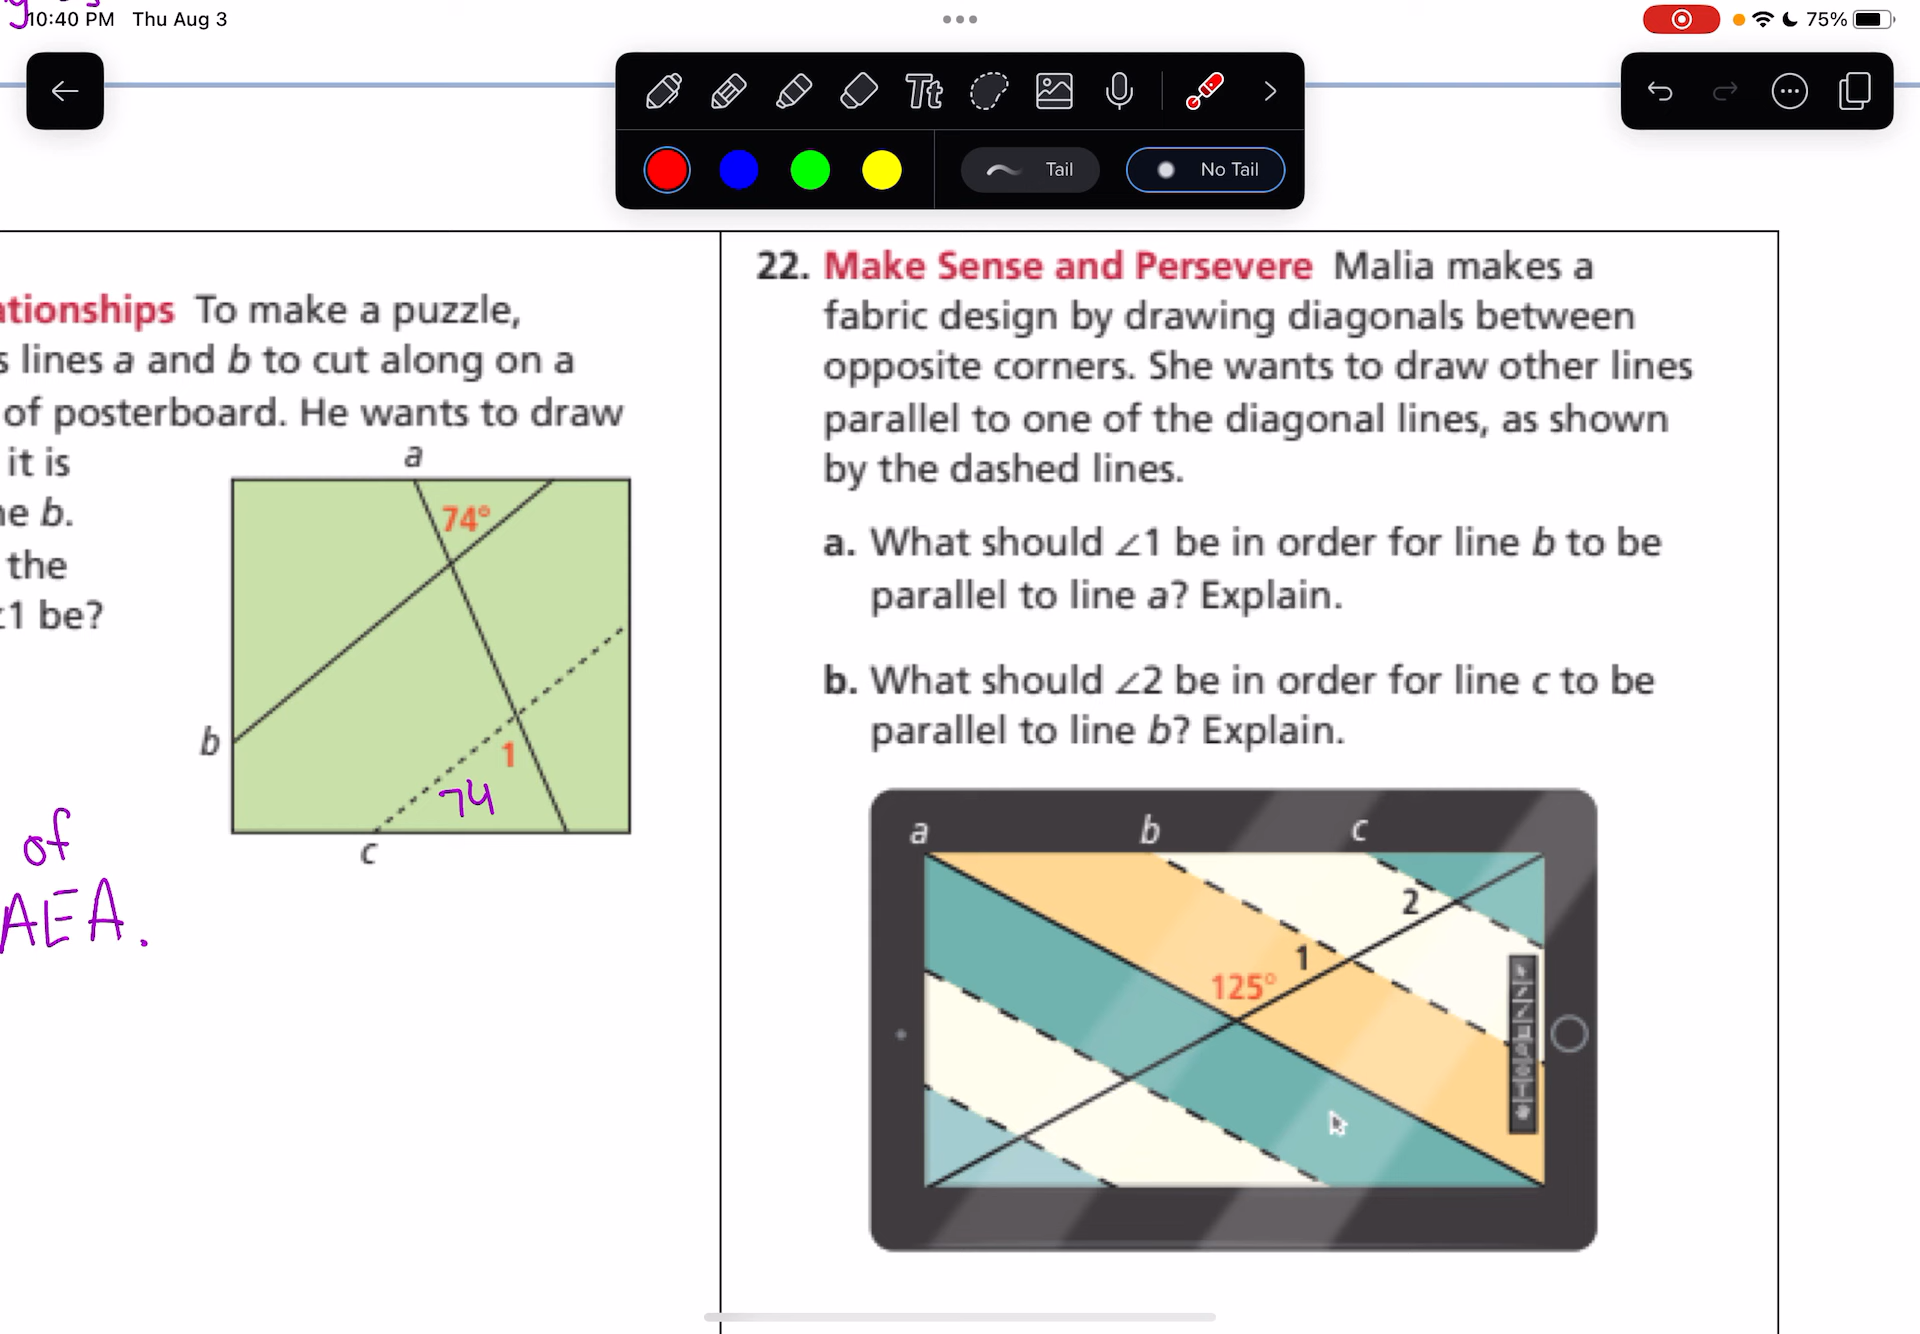 10:40 PM Thu Aug 3
75%
Tt
Tail
No Tail
ationships To make a puzzle,
s lines a and b to cut along on a
of posterboard. He wants to draw
it is
ne b.
the
∠1 be?
a
74°
b
1
74
c
of
AEA.
22. Make Sense and Persevere Malia makes a
fabric design by drawing diagonals between
opposite corners. She wants to draw other lines
parallel to one of the diagonal lines, as shown
by the dashed lines.
a. What should ∠1 be in order for line b to be
parallel to line a? Explain.
b. What should ∠2 be in order for line c to be
parallel to line b? Explain.
a b c
2
1
125°